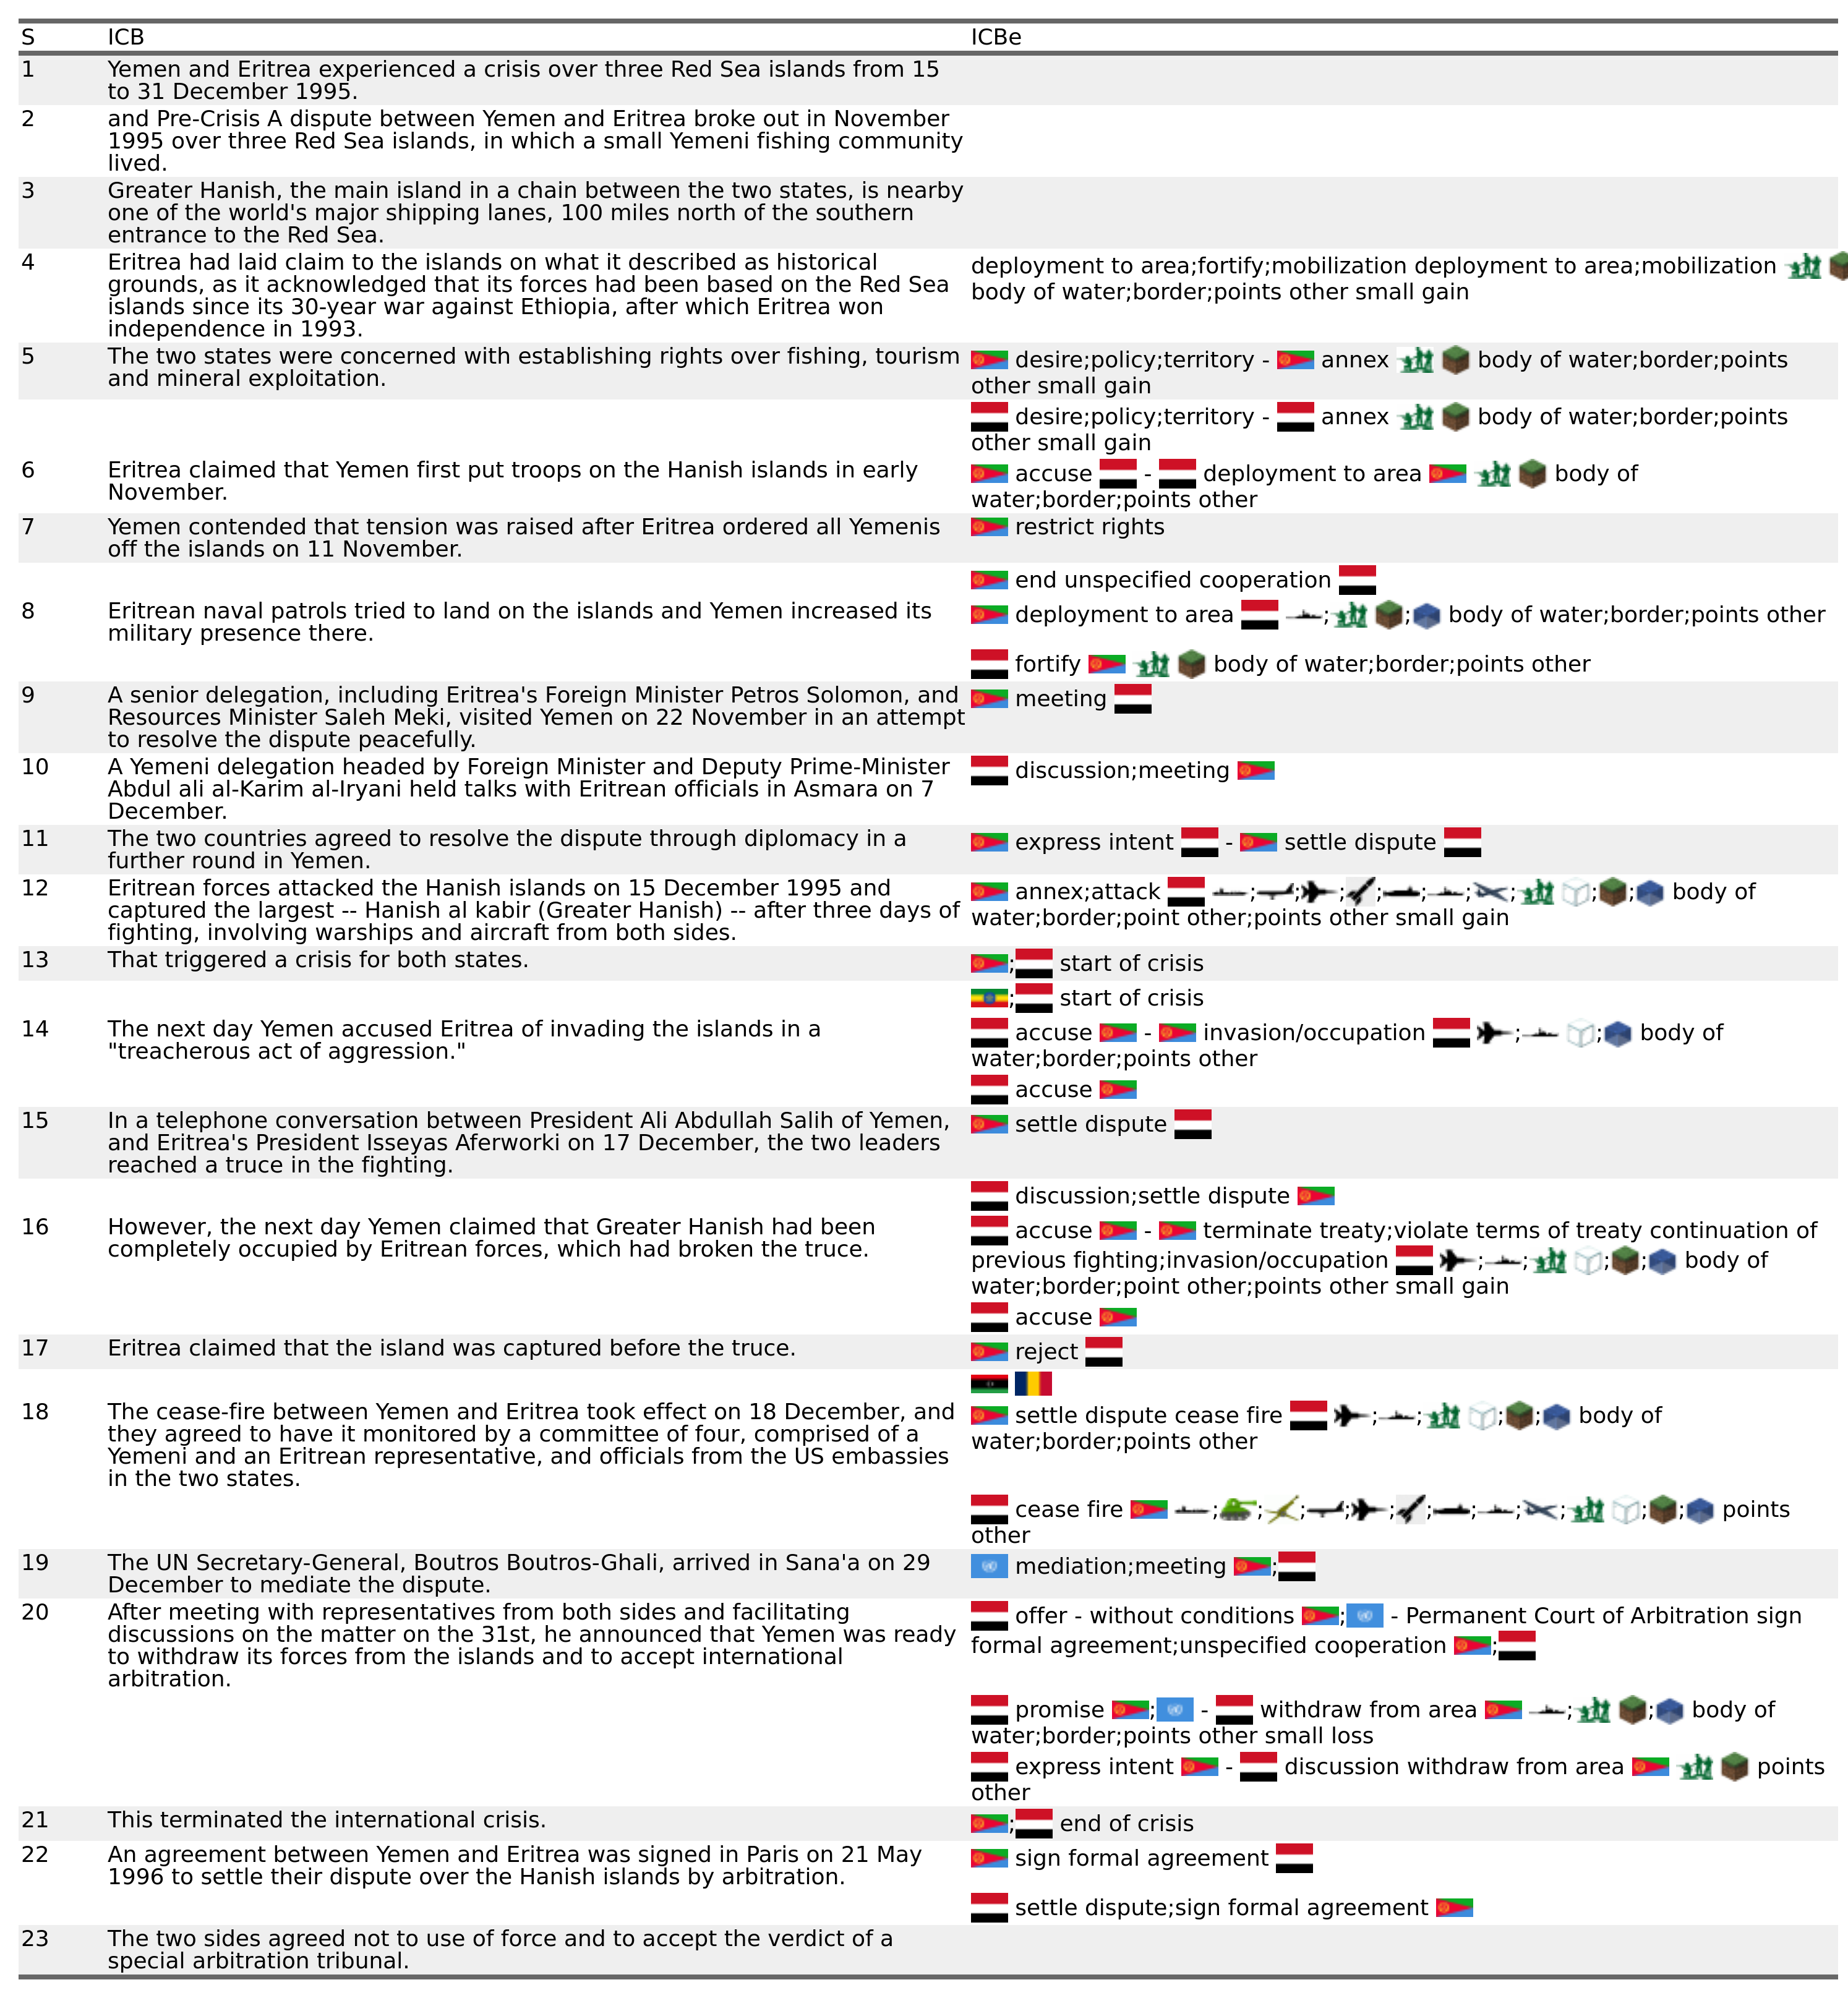 S ICB ICBe
1 Yemen and Eritrea experienced a crisis over three Red Sea islands from 15
to 31 December 1995.
2 and Pre-Crisis A dispute between Yemen and Eritrea broke out in November
1995 over three Red Sea islands, in which a small Yemeni fishing community
lived.
3 Greater Hanish, the main island in a chain between the two states, is nearby
one of the world's major shipping lanes, 100 miles north of the southern
entrance to the Red Sea.
4 Eritrea had laid claim to the islands on what it described as historical
grounds, as it acknowledged that its forces had been based on the Red Sea
islands since its 30-year war against Ethiopia, after which Eritrea won
independence in 1993.
deployment to area;fortify;mobilization deployment to area;mobilization
body of water;border;points other small gain
5 The two states were concerned with establishing rights over fishing, tourism
and mineral exploitation.
desire;policy;territory - annex body of water;border;points
other small gain
desire;policy;territory - annex body of water;border;points
other small gain
6 Eritrea claimed that Yemen first put troops on the Hanish islands in early
November.
accuse - deployment to area body of
water;border;points other
7 Yemen contended that tension was raised after Eritrea ordered all Yemenis
off the islands on 11 November.
restrict rights
end unspecified cooperation
8 Eritrean naval patrols tried to land on the islands and Yemen increased its
military presence there.
deployment to area ; ; body of water;border;points other
fortify body of water;border;points other
9 A senior delegation, including Eritrea's Foreign Minister Petros Solomon, and
Resources Minister Saleh Meki, visited Yemen on 22 November in an attempt
to resolve the dispute peacefully.
meeting
10 A Yemeni delegation headed by Foreign Minister and Deputy Prime-Minister
Abdul ali al-Karim al-Iryani held talks with Eritrean officials in Asmara on 7
December.
discussion;meeting
11 The two countries agreed to resolve the dispute through diplomacy in a
further round in Yemen.
express intent - settle dispute
12 Eritrean forces attacked the Hanish islands on 15 December 1995 and
captured the largest -- Hanish al kabir (Greater Hanish) -- after three days of
fighting, involving warships and aircraft from both sides.
annex;attack ; ; ; ; ; ; ; ; ; body of
water;border;point other;points other small gain
13 That triggered a crisis for both states.
; start of crisis
; start of crisis
14 The next day Yemen accused Eritrea of invading the islands in a
"treacherous act of aggression."
accuse - invasion/occupation ; ; body of
water;border;points other
accuse
15 In a telephone conversation between President Ali Abdullah Salih of Yemen,
and Eritrea's President Isseyas Aferworki on 17 December, the two leaders
reached a truce in the fighting.
settle dispute
discussion;settle dispute
16 However, the next day Yemen claimed that Greater Hanish had been
completely occupied by Eritrean forces, which had broken the truce.
accuse - terminate treaty;violate terms of treaty continuation of
previous fighting;invasion/occupation ; ; ; ; body of
water;border;point other;points other small gain
accuse
17 Eritrea claimed that the island was captured before the truce.
reject
18 The cease-fire between Yemen and Eritrea took effect on 18 December, and
they agreed to have it monitored by a committee of four, comprised of a
Yemeni and an Eritrean representative, and officials from the US embassies
in the two states.
settle dispute cease fire ; ; ; ; body of
water;border;points other
cease fire ; ; ; ; ; ; ; ; ; ; ; points
other
19 The UN Secretary-General, Boutros Boutros-Ghali, arrived in Sana'a on 29
December to mediate the dispute.
mediation;meeting ;
20 After meeting with representatives from both sides and facilitating
discussions on the matter on the 31st, he announced that Yemen was ready
to withdraw its forces from the islands and to accept international
arbitration.
offer - without conditions ; - Permanent Court of Arbitration sign
formal agreement;unspecified cooperation ;
promise ; - withdraw from area ; ; body of
water;border;points other small loss
express intent - discussion withdraw from area points
other
21 This terminated the international crisis.
; end of crisis
22 An agreement between Yemen and Eritrea was signed in Paris on 21 May
1996 to settle their dispute over the Hanish islands by arbitration.
sign formal agreement
settle dispute;sign formal agreement
23 The two sides agreed not to use of force and to accept the verdict of a
special arbitration tribunal.